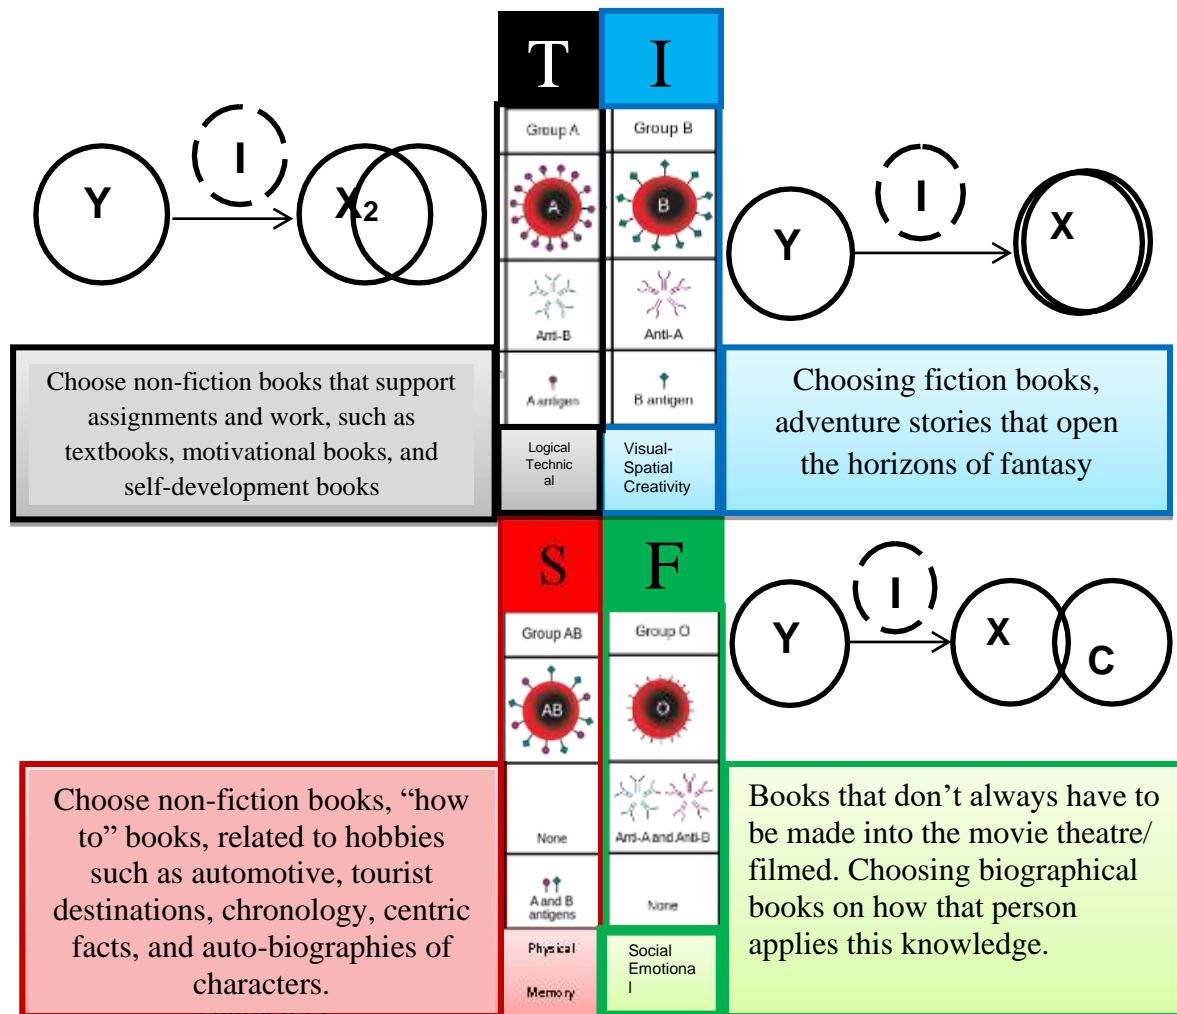 T
I
Group A
Group B
A
B
Anti-B
Anti-A
A antigen
B antigen
Logical
Technic
al
Visual-
Spatial
Creativity
Y
I
X2
Choose non-fiction books that support
assignments and work, such as
textbooks, motivational books, and
self-development books
Y
I
X
Choosing fiction books,
adventure stories that open
the horizons of fantasy
S
F
Group AB
Group O
AB
O
None
Anti-A and Anti-B
A and B
antigens
None
Physical
Memory
Social
Emotiona
l
Y
I
X
C
Choose non-fiction books, “how
to” books, related to hobbies
such as automotive, tourist
destinations, chronology, centric
facts, and auto-biographies of
characters.
Books that don’t always have to
be made into the movie theatre/
filmed. Choosing biographical
books on how that person
applies this knowledge.